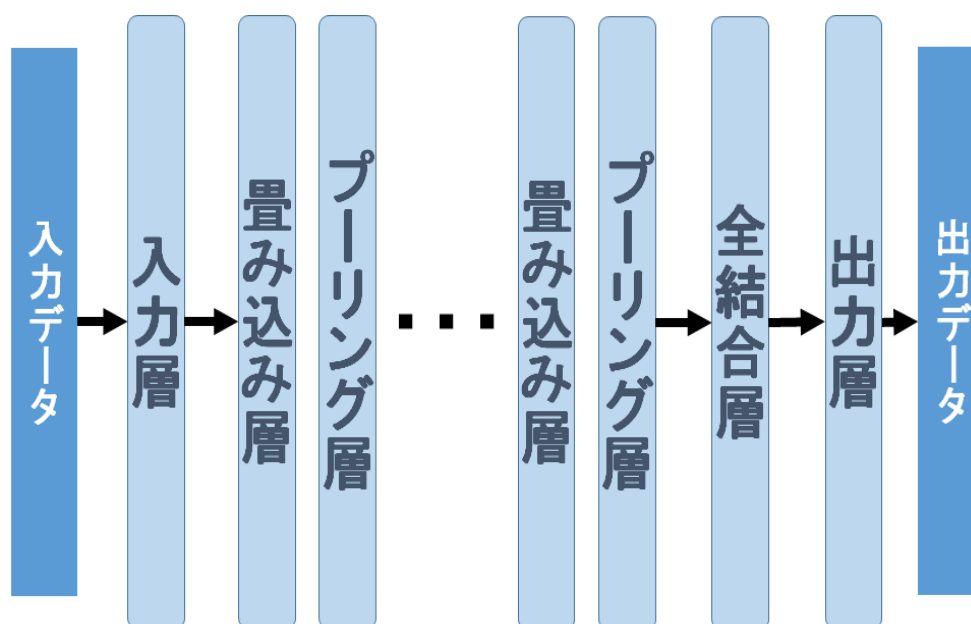 入力データ
入力層
畳み込み層
プーリング層
・・・
畳み込み層
プーリング層
全結合層
出力層
出力データ